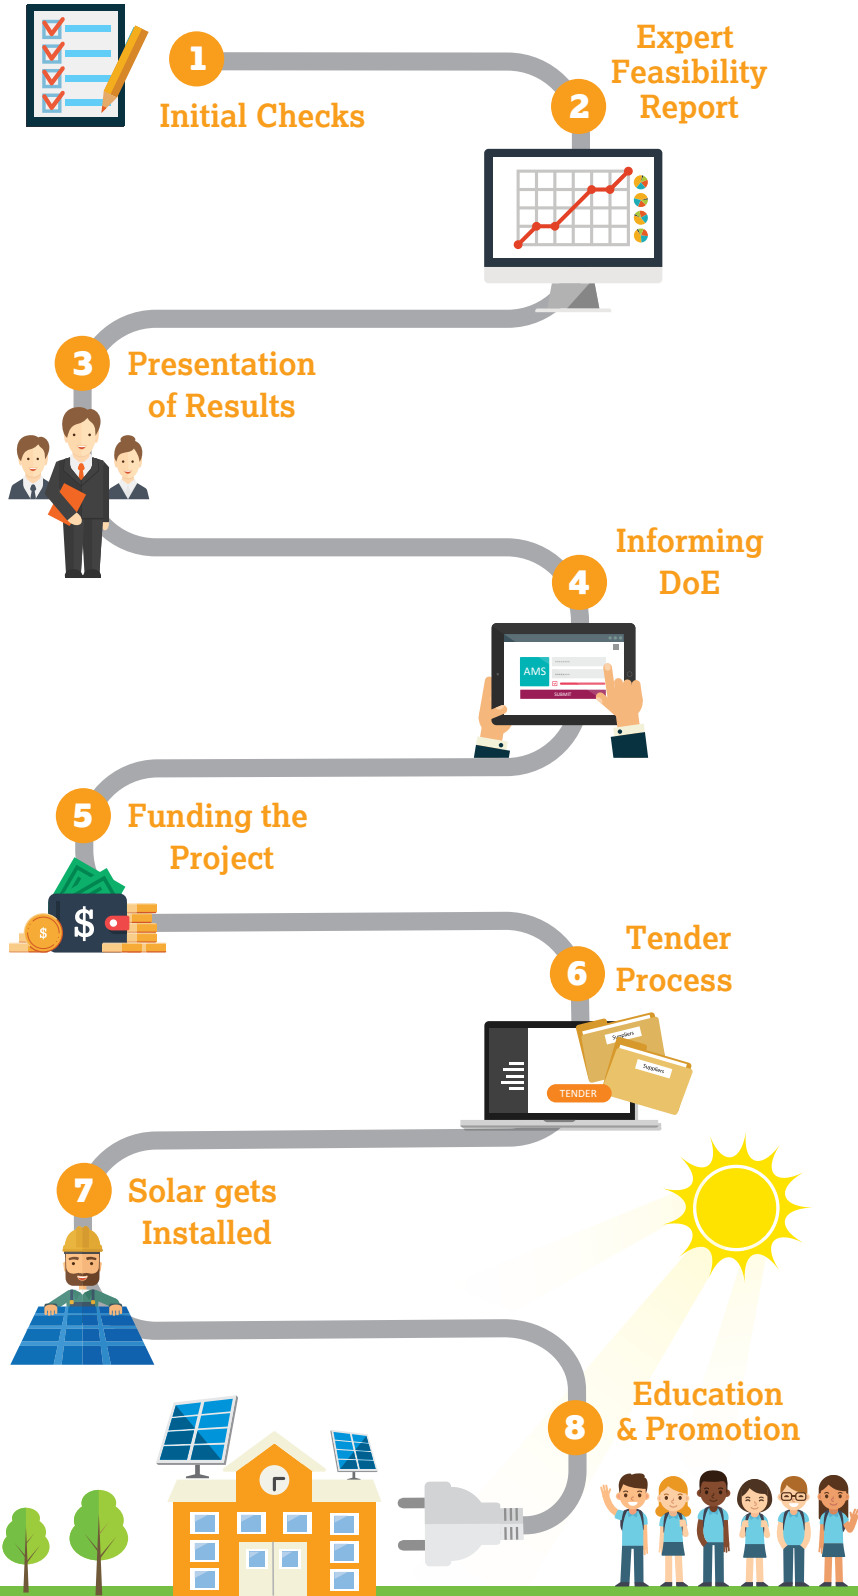 1
Initial Checks
Expert
Feasibility
Report
2
3
Presentation
of Results
Informing
DoE
4
AMS
SUBMIT
5
Funding the
Project
$
$
Tender
Process
6
Suppliers
Suppliers
TENDER
7
Solar gets
Installed
Education
& Promotion
8